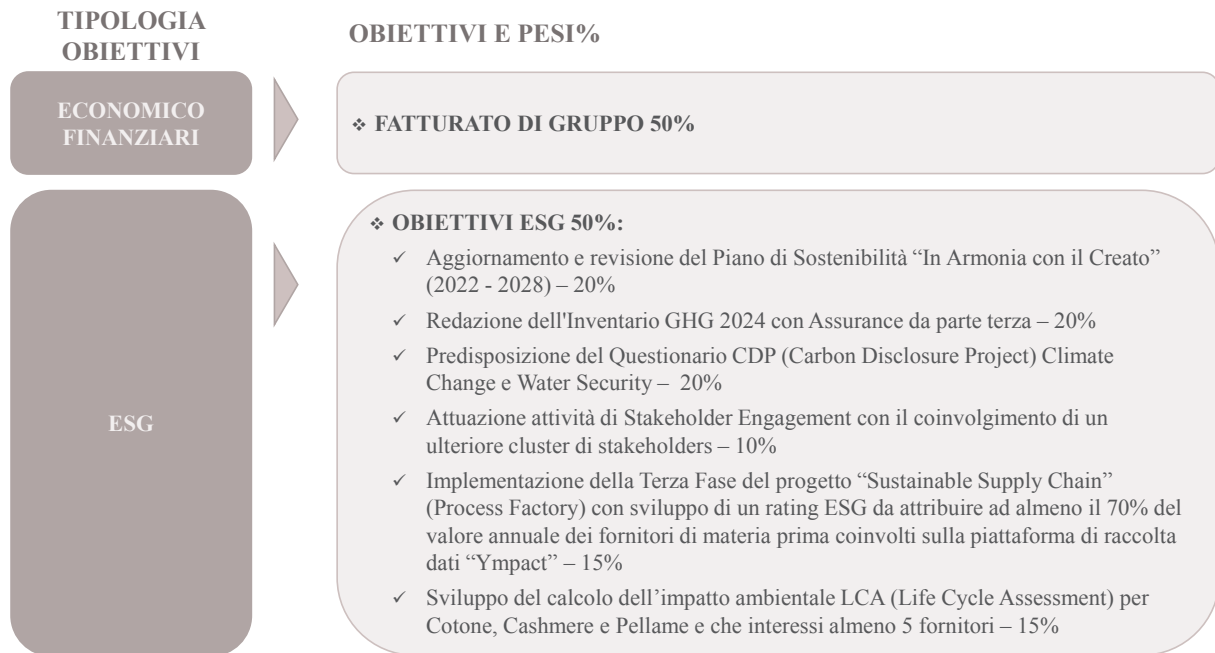 TIPOLOGIA
OBIETTIVI
OBIETTIVI E PESI%
ECONOMICO
FINANZIARI
❖ FATTURATO DI GRUPPO 50%
ESG
❖ OBIETTIVI ESG 50%:
✓ Aggiornamento e revisione del Piano di Sostenibilità “In Armonia con il Creato”
(2022 - 2028) – 20%
✓ Redazione dell'Inventario GHG 2024 con Assurance da parte terza – 20%
✓ Predisposizione del Questionario CDP (Carbon Disclosure Project) Climate
Change e Water Security – 20%
✓ Attuazione attività di Stakeholder Engagement con il coinvolgimento di un
ulteriore cluster di stakeholders – 10%
✓ Implementazione della Terza Fase del progetto “Sustainable Supply Chain”
(Process Factory) con sviluppo di un rating ESG da attribuire ad almeno il 70% del
valore annuale dei fornitori di materia prima coinvolti sulla piattaforma di raccolta
dati “Ympact” – 15%
✓ Sviluppo del calcolo dell’impatto ambientale LCA (Life Cycle Assessment) per
Cotone, Cashmere e Pellame e che interessi almeno 5 fornitori – 15%